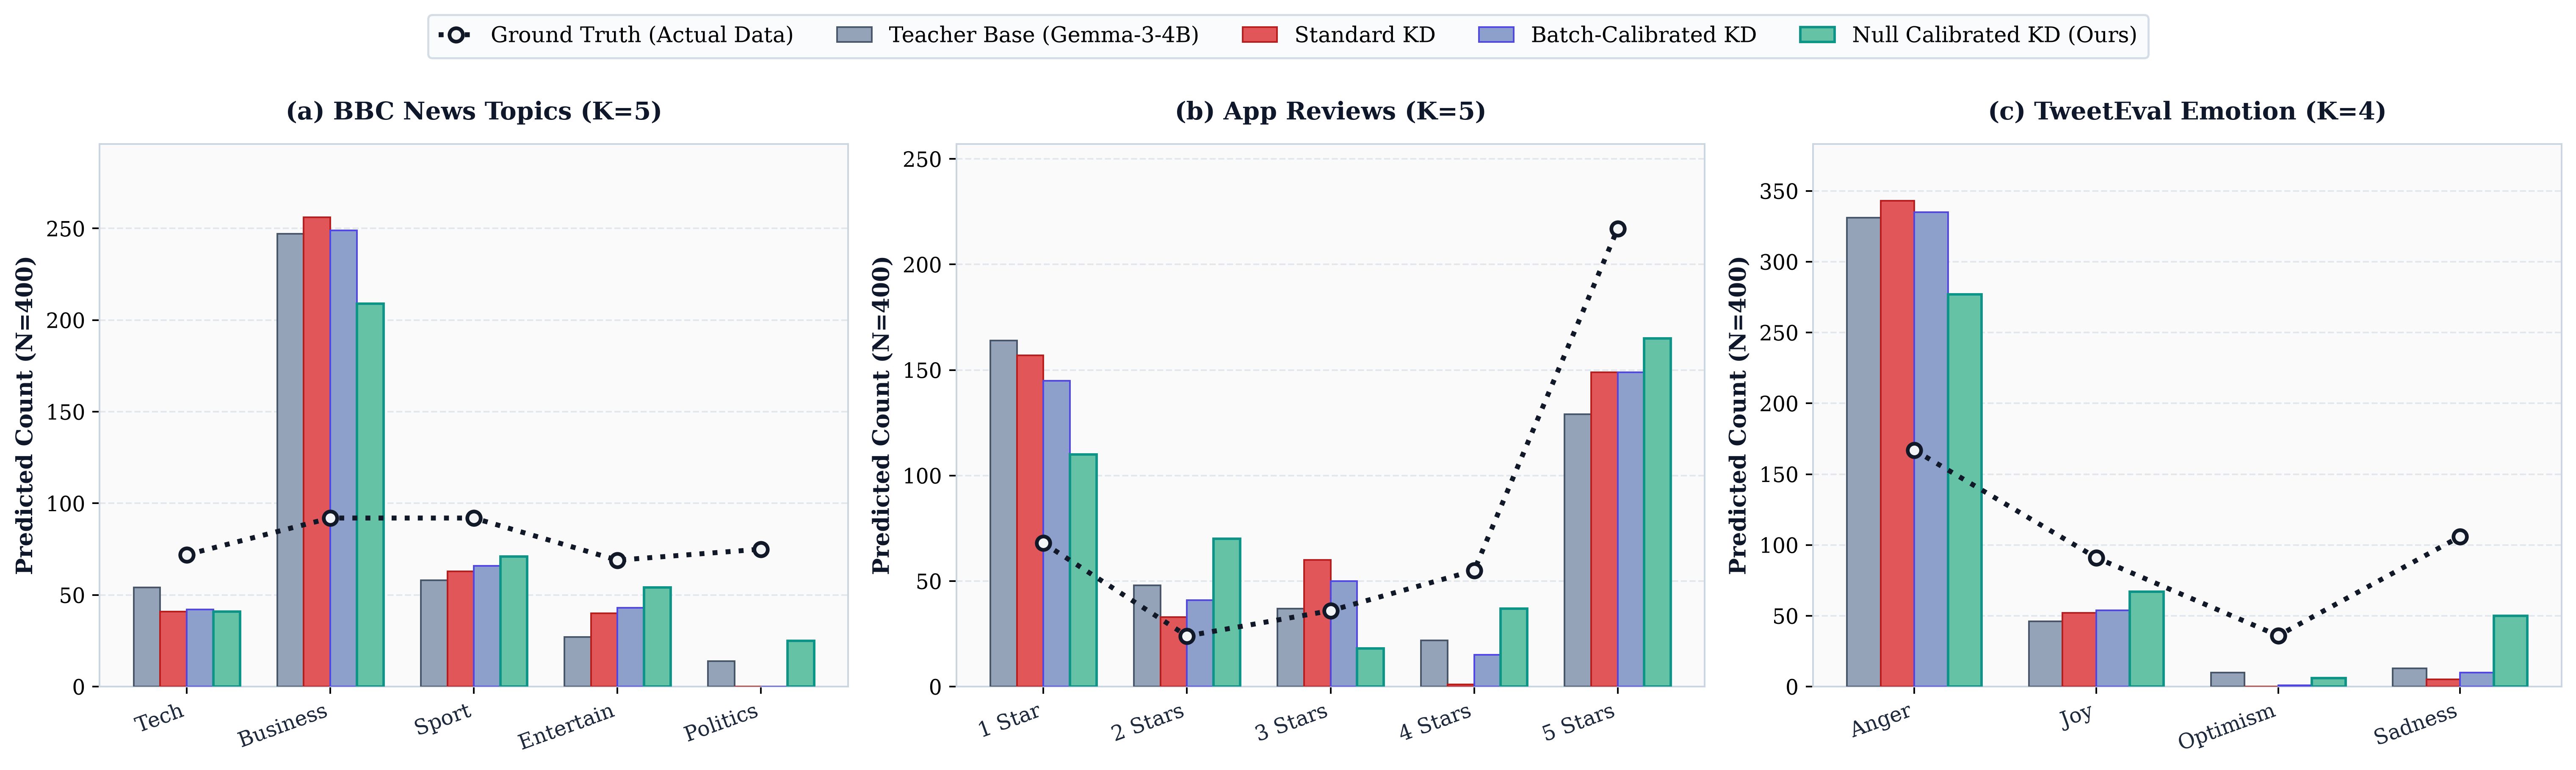 Ground Truth (Actual Data)
Teacher Base (Gemma-3-4B)
Standard KD
Batch-Calibrated KD
Null Calibrated KD (Ours)
(a) BBC News Topics (K=5)
Predicted Count (N=400)
250
200
150
100
50
0
Tech
Business
Sport
Entertain
Politics
(b) App Reviews (K=5)
Predicted Count (N=400)
250
200
150
100
50
0
1 Star
2 Stars
3 Stars
4 Stars
5 Stars
(c) TweetEval Emotion (K=4)
Predicted Count (N=400)
350
300
250
200
150
100
50
0
Anger
Joy
Optimism
Sadness